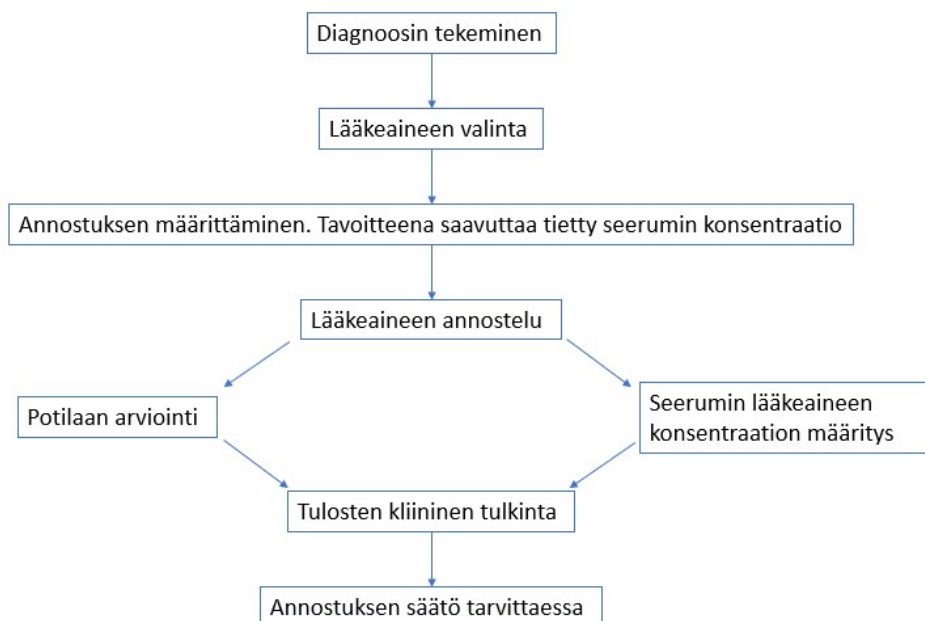 Diagnoosin tekeminen
Lääkeaineen valinta
Annostuksen määrittäminen. Tavoitteena saavuttaa tietty seerumin konsentraatio
Lääkeaineen annostelu
Potilaan arviointi
Seerumin lääkeaineen
konsentraation määritys
Tulosten kliininen tulkinta
Annostuksen säätö tarvittaessa